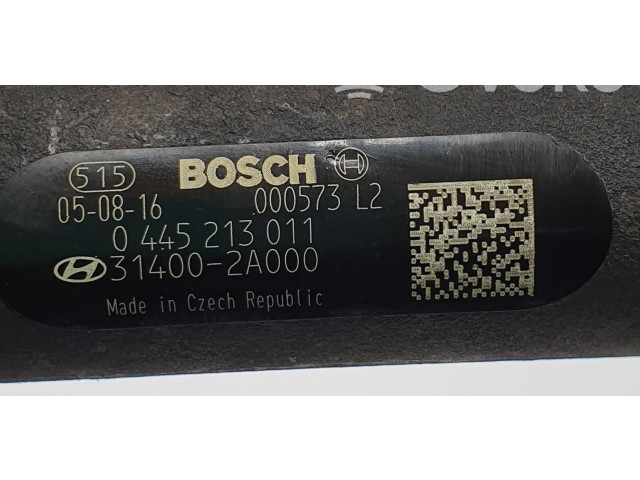 515 BOSCH
05-08-16 000573 L2
0 445 213 011
31400-2A000
Made in Czech Republic